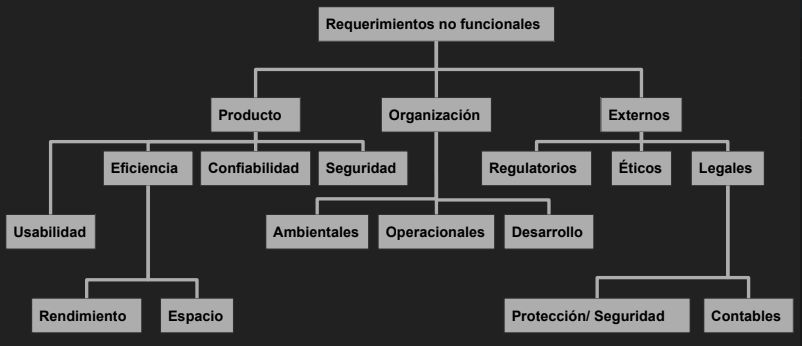 Requerimientos no funcionales
Producto
Organización
Externos
Eficiencia
Confiabilidad
Seguridad
Regulatorios
Éticos
Legales
Usabilidad
Ambientales
Operacionales
Desarrollo
Rendimiento
Espacio
Protección/ Seguridad
Contables